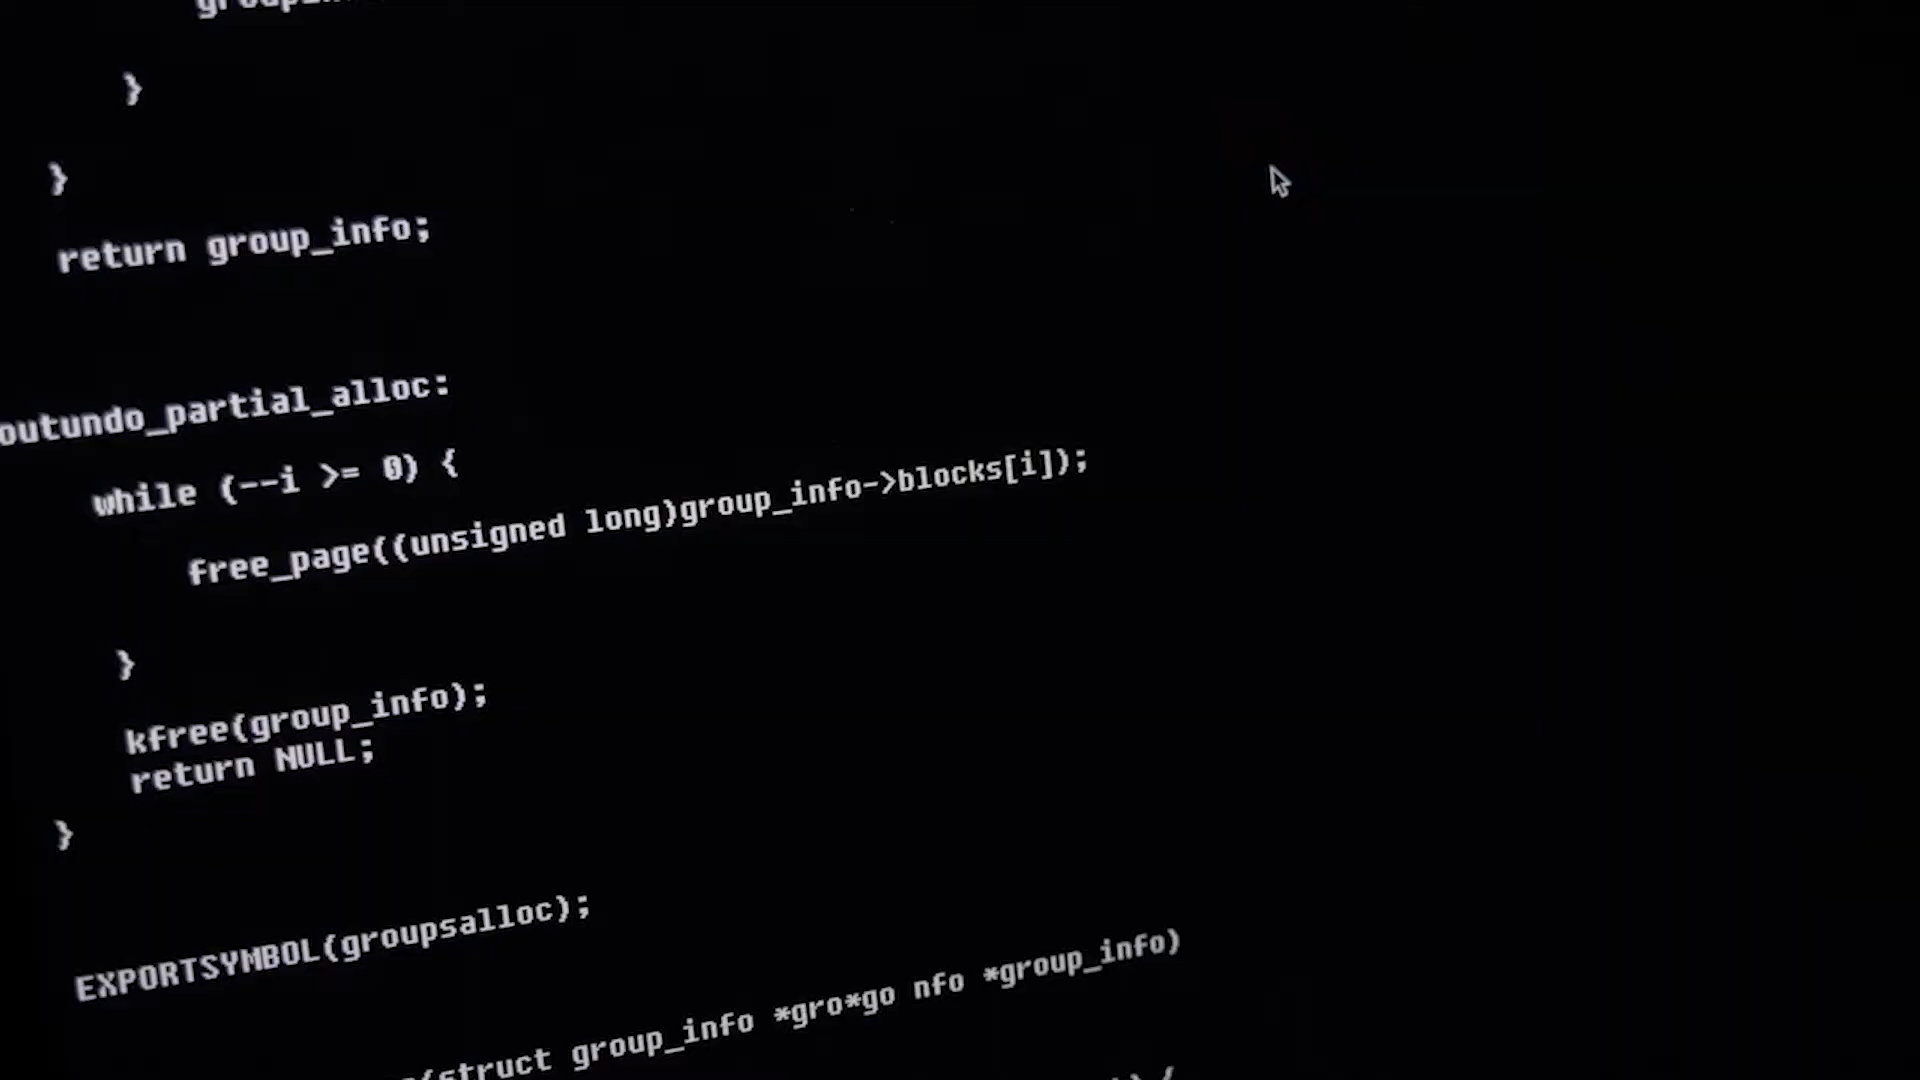 }
}
return group_info;
outundo_partial_alloc:
while (--i >= 0) {
free_page((unsigned long)group_info->blocks[i]);
}
kfree(group_info);
return NULL;
}
EXPORTSYMBOL(groupsalloc);
(struct group_info *gro*go nfo *group_info)
{